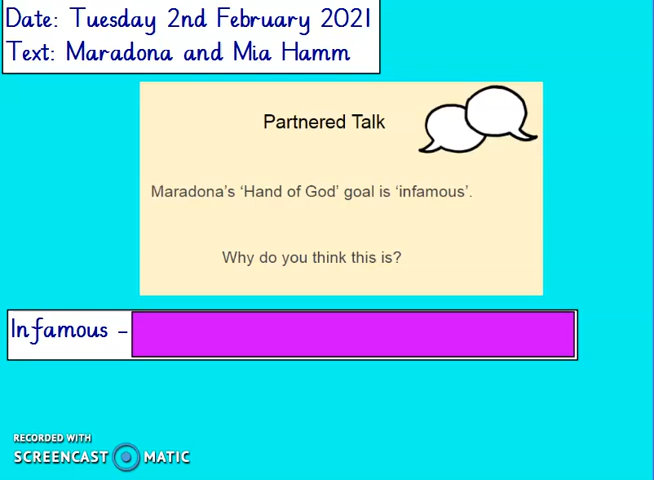 Date: Tuesday 2nd February 2021
Text: Maradona and Mia Hamm
Partnered Talk
Maradona's ‘Hand of God’ goal is ‘infamous’.
Why do you think this is?
Infamous –
RECORDED WITH
SCREENCAST MATIC